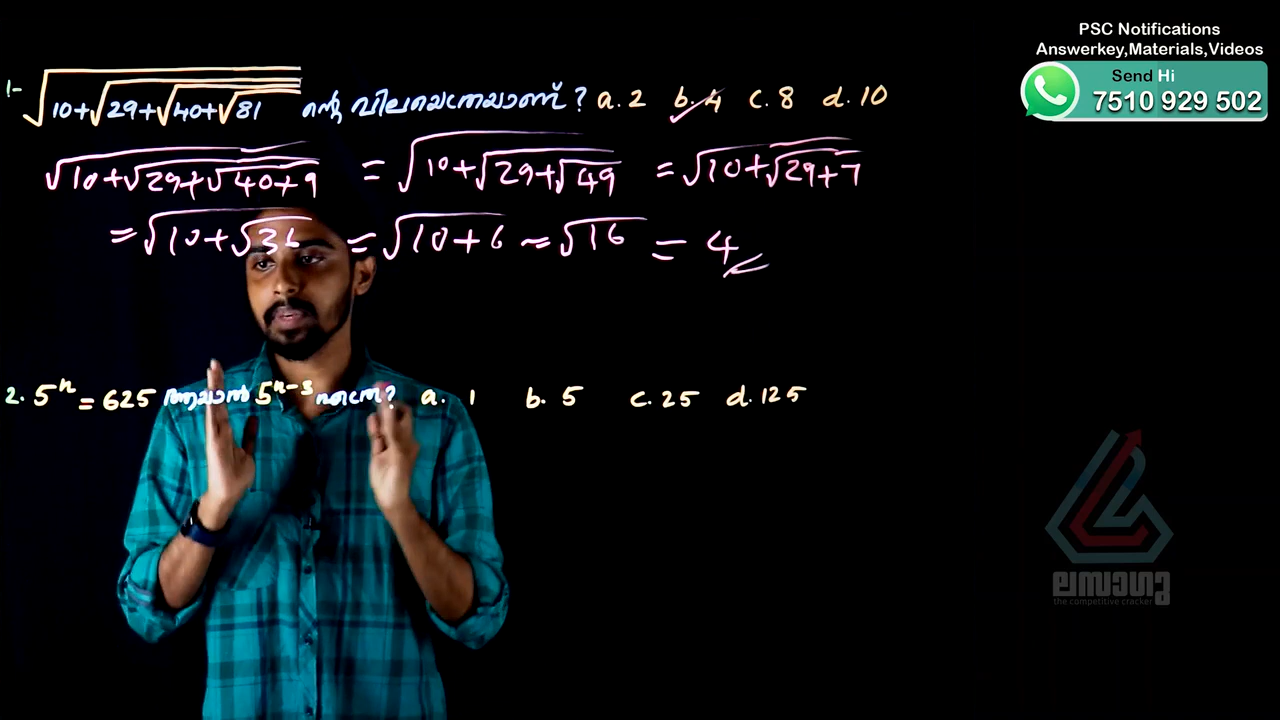 PSC Notifications
Answerkey,Materials,Videos
Send Hi
7510 929 502
1- √10+√29+√40+√81 ന്റെ വിലയെന്തയാണ് ? a. 2 b. 4 c. 8 d. 10
√10+√29+√40+9 = √10+√29+√49 = √10+√29+7
= √10+√36 = √10+6 = √16 = 4
2. 5ⁿ = 625 ആയാൽ 5ⁿ⁻³ എത്ര? a. 1 b. 5 c. 25 d. 125
ലസാഗു
the competitive cracker